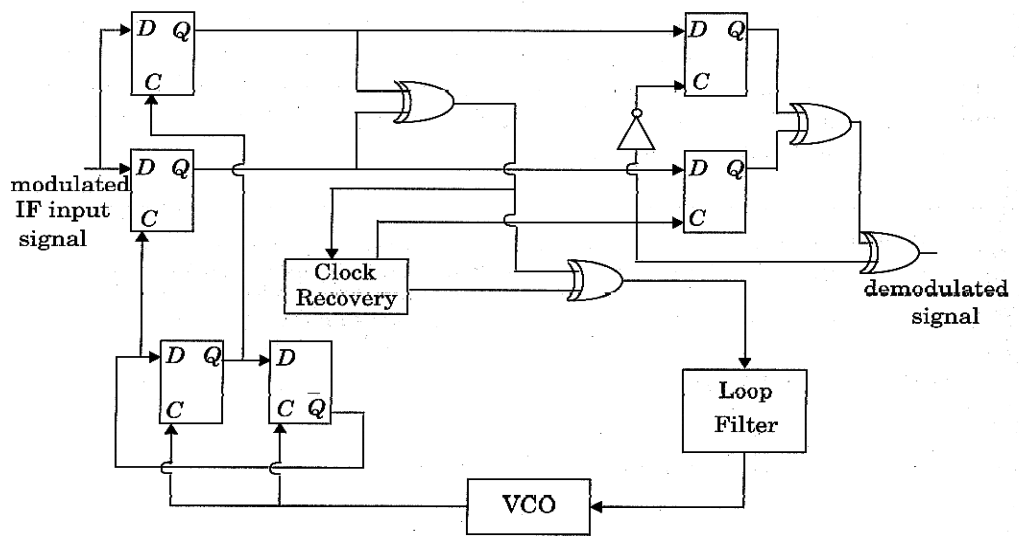 D Q
C
D Q
C
D Q
C
D Q
C
modulated
IF input
signal
Clock
Recovery
demodulated
signal
D Q
C
D
C Q̄
Loop
Filter
VCO